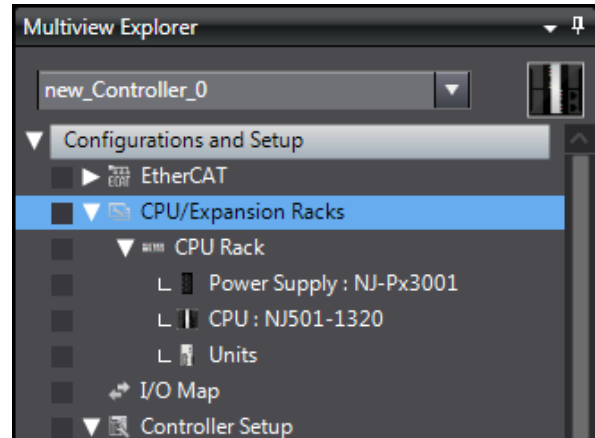 Multiview Explorer
new_Controller_0
Configurations and Setup
EtherCAT
CPU/Expansion Racks
CPU Rack
Power Supply : NJ-Px3001
CPU : NJ501-1320
Units
I/O Map
Controller Setup